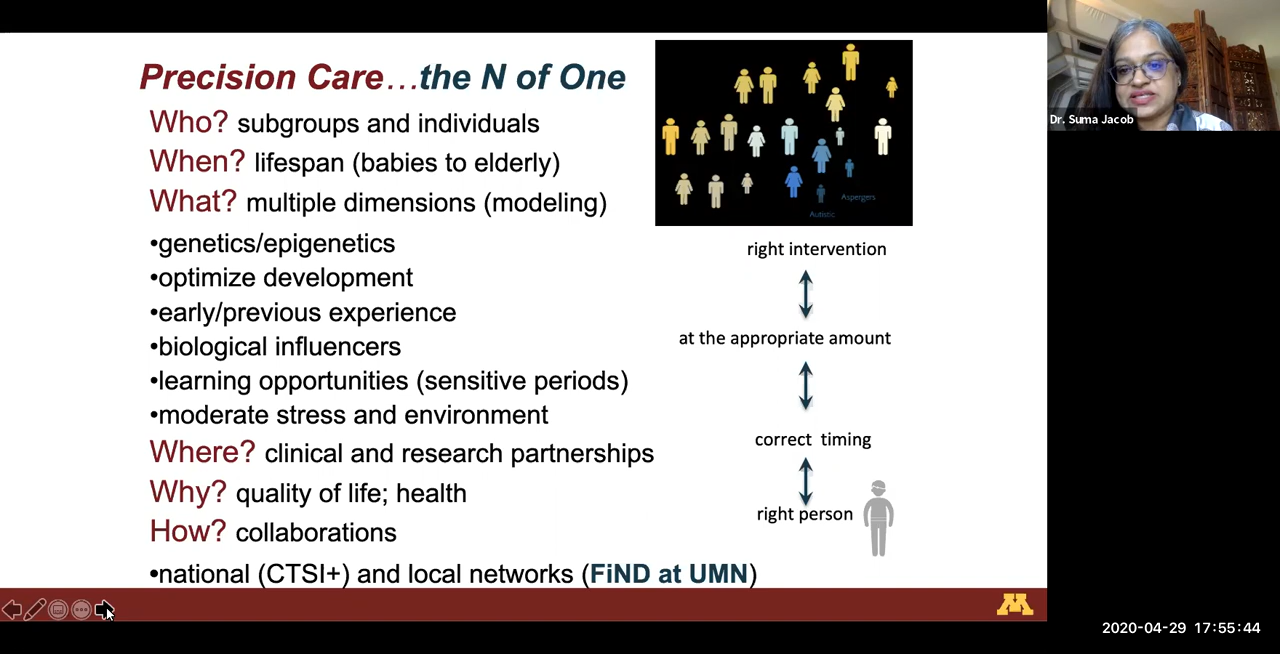 Precision Care…the N of One
Who? subgroups and individuals
When? lifespan (babies to elderly)
What? multiple dimensions (modeling)
•genetics/epigenetics
•optimize development
•early/previous experience
•biological influencers
•learning opportunities (sensitive periods)
•moderate stress and environment
Where? clinical and research partnerships
Why? quality of life; health
How? collaborations
•national (CTSI+) and local networks (FiND at UMN)
Aspergers
Autistic
right intervention
at the appropriate amount
correct timing
right person
M
Dr. Suma Jacob
2020-04-29 17:55:44